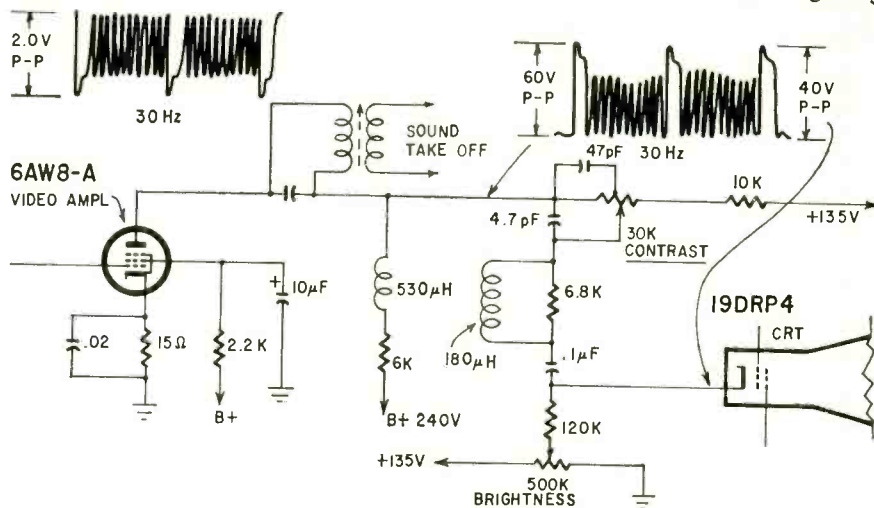 2.0V
P-P
30 Hz
6AW8-A
VIDEO AMPL
SOUND
TAKE OFF
60V
P-P
40V
P-P
30 Hz
47pF
4.7pF
30K
CONTRAST
10K
+135V
10µF
.02
15Ω
2.2 K
B+
530µH
6K
B+ 240V
180µH
6.8K
.1µF
120K
+135V
500K
BRIGHTNESS
19DRP4
CRT